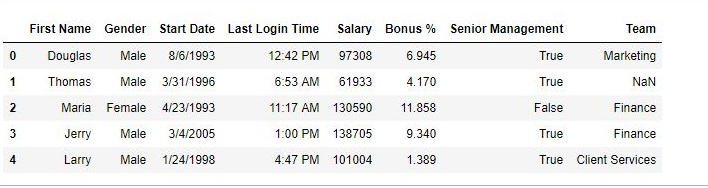 First Name Gender Start Date Last Login Time Salary Bonus % Senior Management Team
0 Douglas Male 8/6/1993 12:42 PM 97308 6.945 True Marketing
1 Thomas Male 3/31/1996 6:53 AM 61933 4.170 True NaN
2 Maria Female 4/23/1993 11:17 AM 130590 11.858 False Finance
3 Jerry Male 3/4/2005 1:00 PM 138705 9.340 True Finance
4 Larry Male 1/24/1998 4:47 PM 101004 1.389 True Client Services